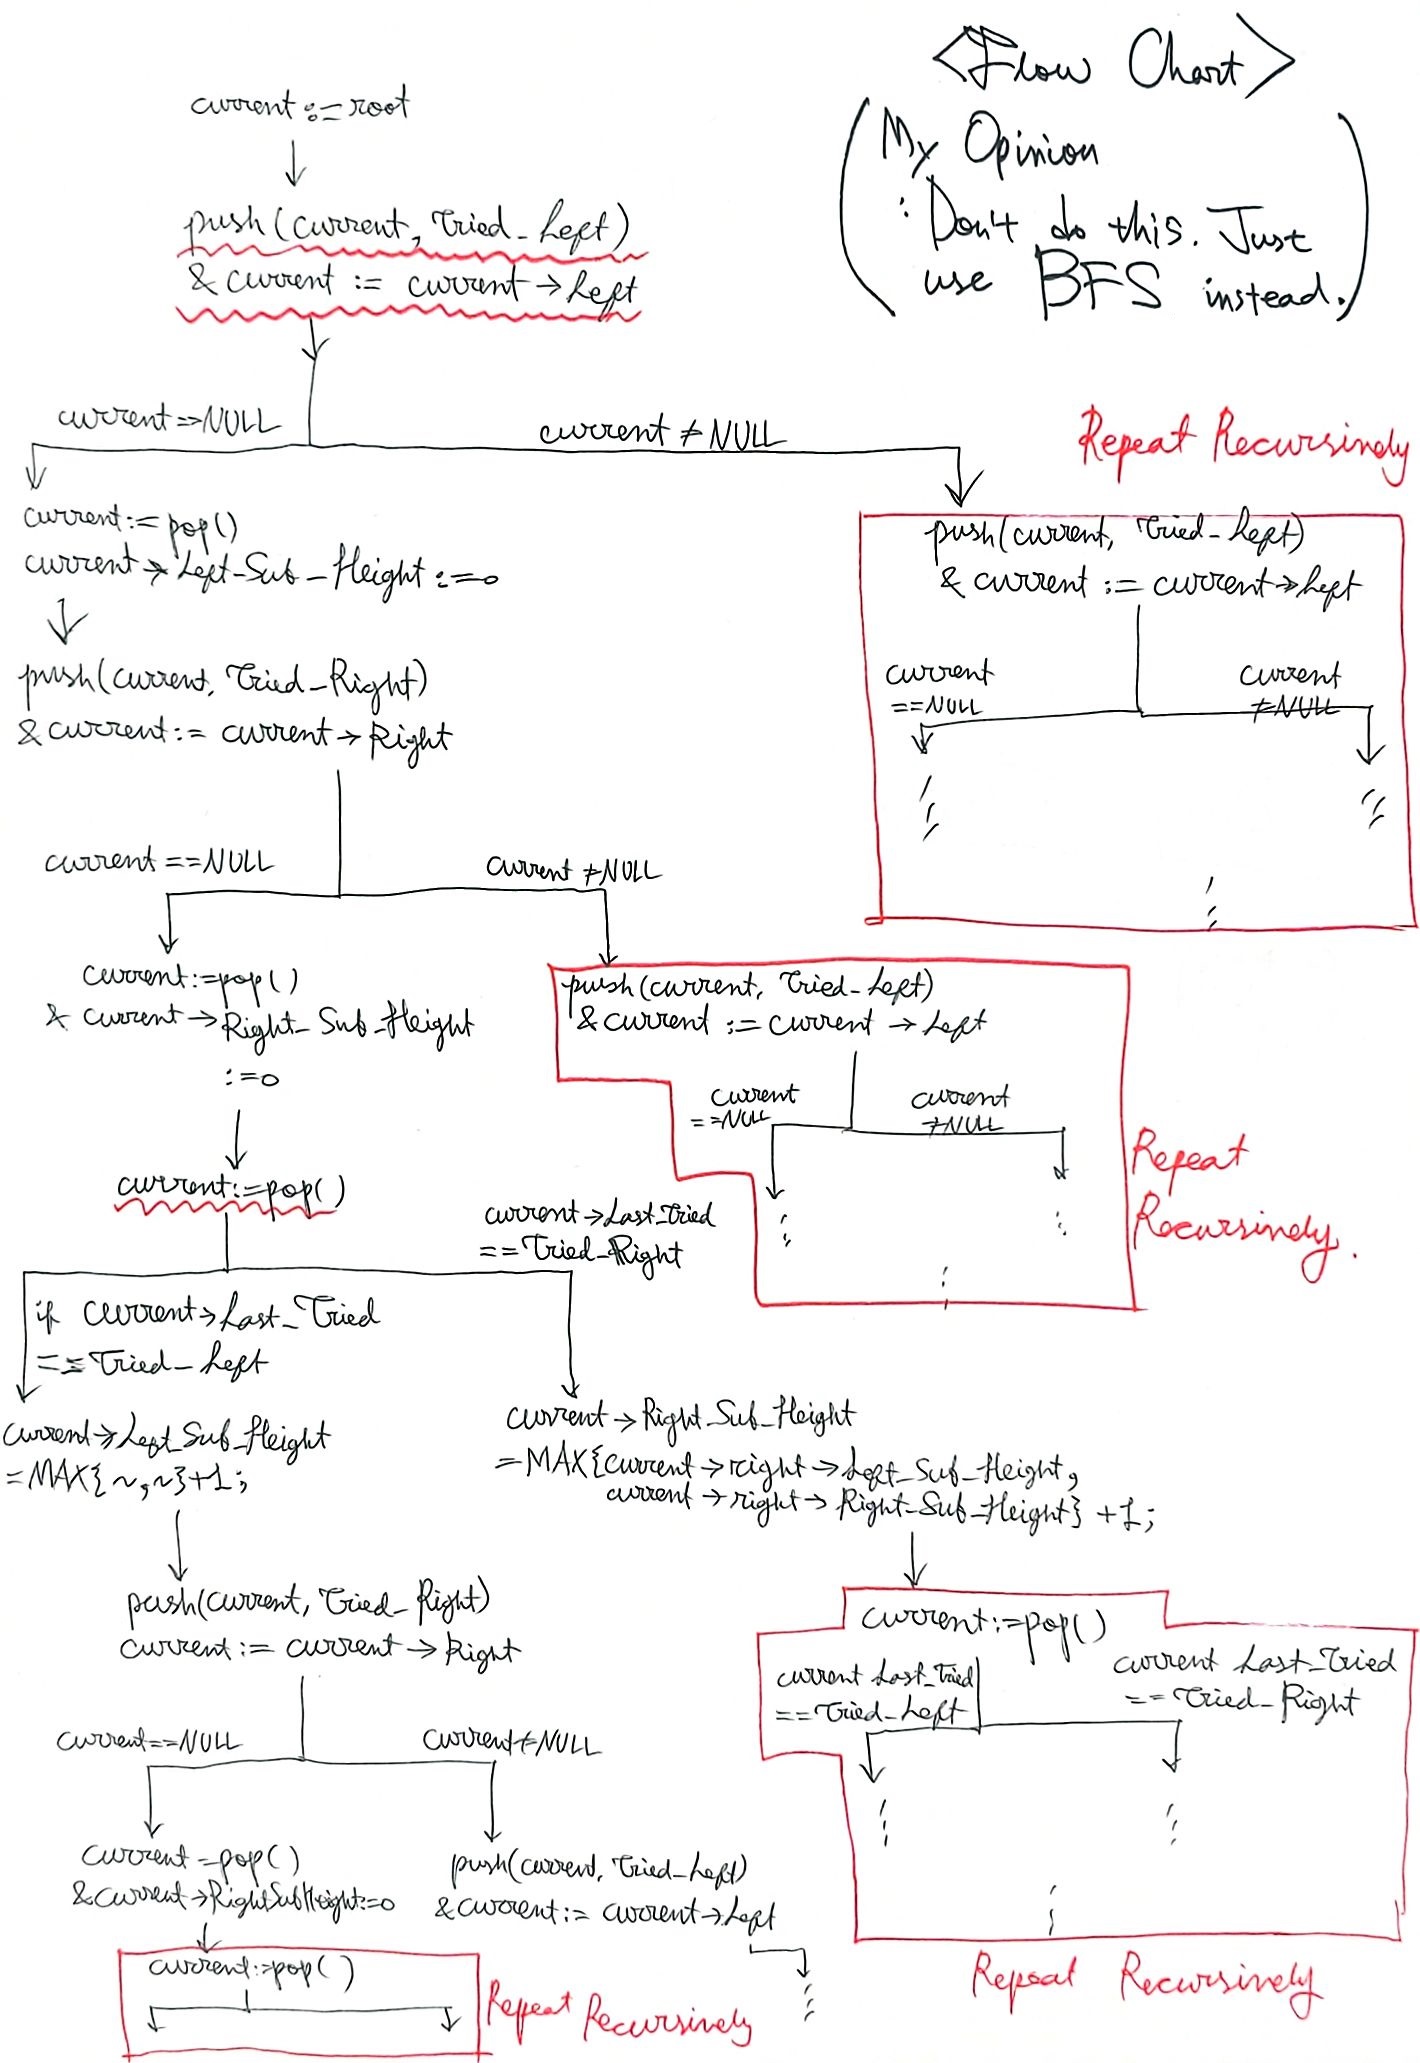 <Flow Chart>
(My Opinion
: Don't do this. Just
use BFS instead.)
current := root
push(current, Tried_Left)
& current := current → Left
current == NULL
current ≠ NULL
current := pop()
current → Left_Sub_Height := 0
push(current, Tried_Right)
& current := current → Right
Repeat Recursively
push(current, Tried_Left)
& current := current → Left
current
== NULL
current
≠ NULL
current == NULL
current ≠ NULL
current := pop()
& current → Right_Sub_Height
:= 0
push(current, Tried_Left)
& current := current → Left
current
== NULL
current
≠ NULL
Repeat
Recursively.
current := pop()
current → Last_Tried
== Tried_Right
if current → Last_Tried
== Tried_Left
current → Left_Sub_Height
= MAX{~, ~} + 1;
current → Right_Sub_Height
= MAX{current → right → Left_Sub_Height,
current → right → Right_Sub_Height} + 1;
push(current, Tried_Right)
current := current → Right
current == NULL
current ≠ NULL
current = pop()
& current → RightSubHeight := 0
push(current, Tried_Left)
& current := current → Left
current := pop()
Repeat Recursively
current := pop()
current Last_Tried
== Tried_Left
current Last_Tried
== Tried_Right
Repeat Recursively